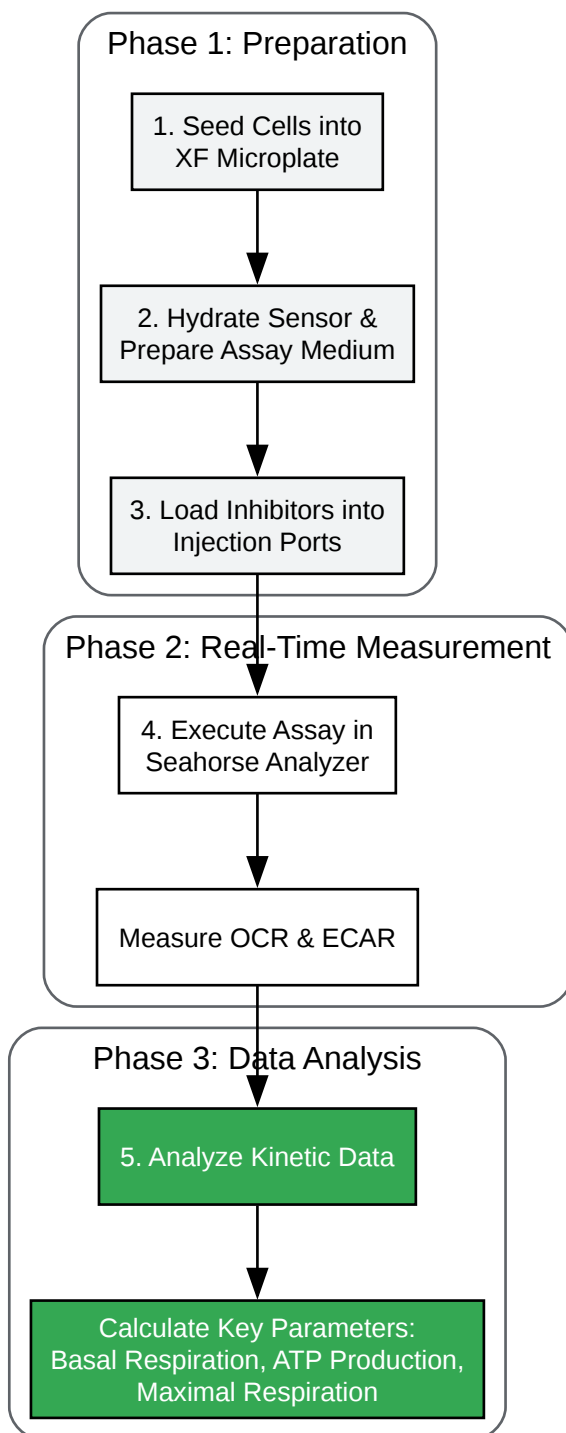 Phase 1: Preparation
1. Seed Cells into
XF Microplate
2. Hydrate Sensor &
Prepare Assay Medium
3. Load Inhibitors into
Injection Ports
Phase 2: Real-Time Measurement
4. Execute Assay in
Seahorse Analyzer
Measure OCR & ECAR
Phase 3: Data Analysis
5. Analyze Kinetic Data
Calculate Key Parameters:
Basal Respiration, ATP Production,
Maximal Respiration